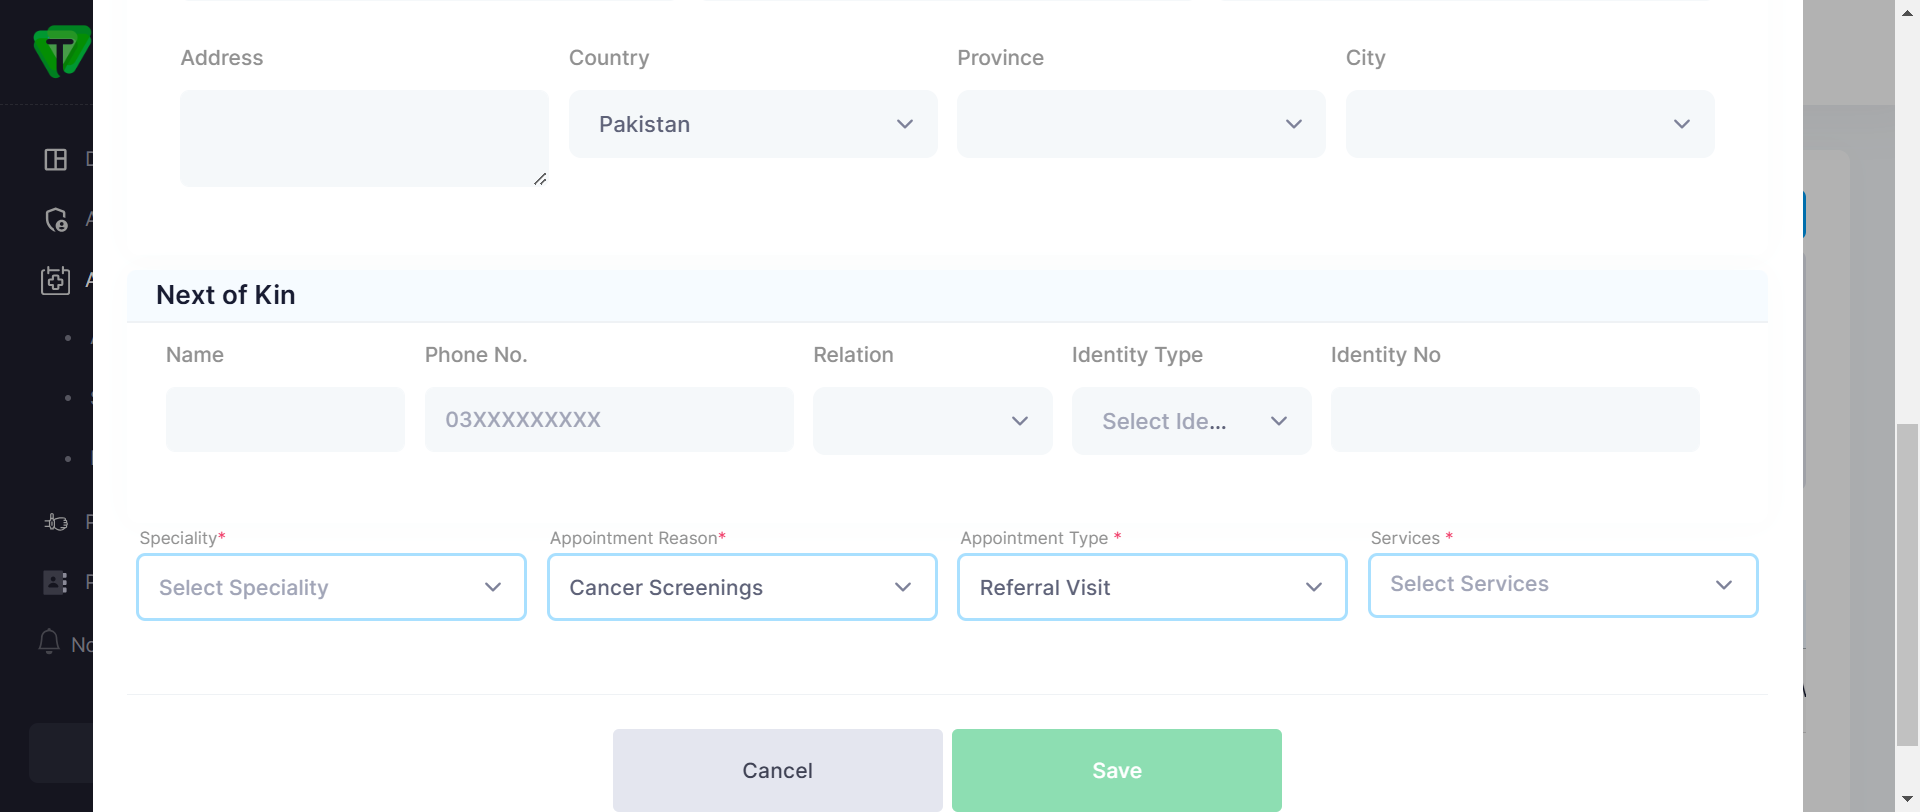 T
Address Country Province City
Pakistan
Next of Kin
Name Phone No. Relation Identity Type Identity No
03XXXXXXXXX Select Ide...
Speciality* Appointment Reason* Appointment Type * Services *
Select Speciality Cancer Screenings Referral Visit Select Services
Cancel Save